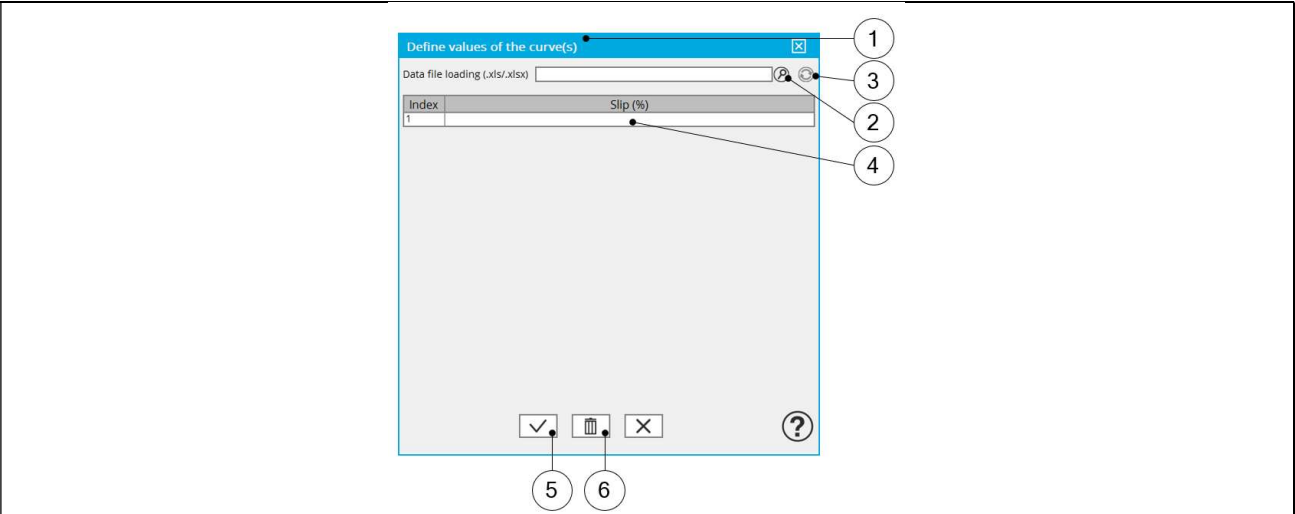 1
Define values of the curve(s)
Data file loading (.xls/.xlsx)
3
Index Slip (%)
1
2
4
?
5 6